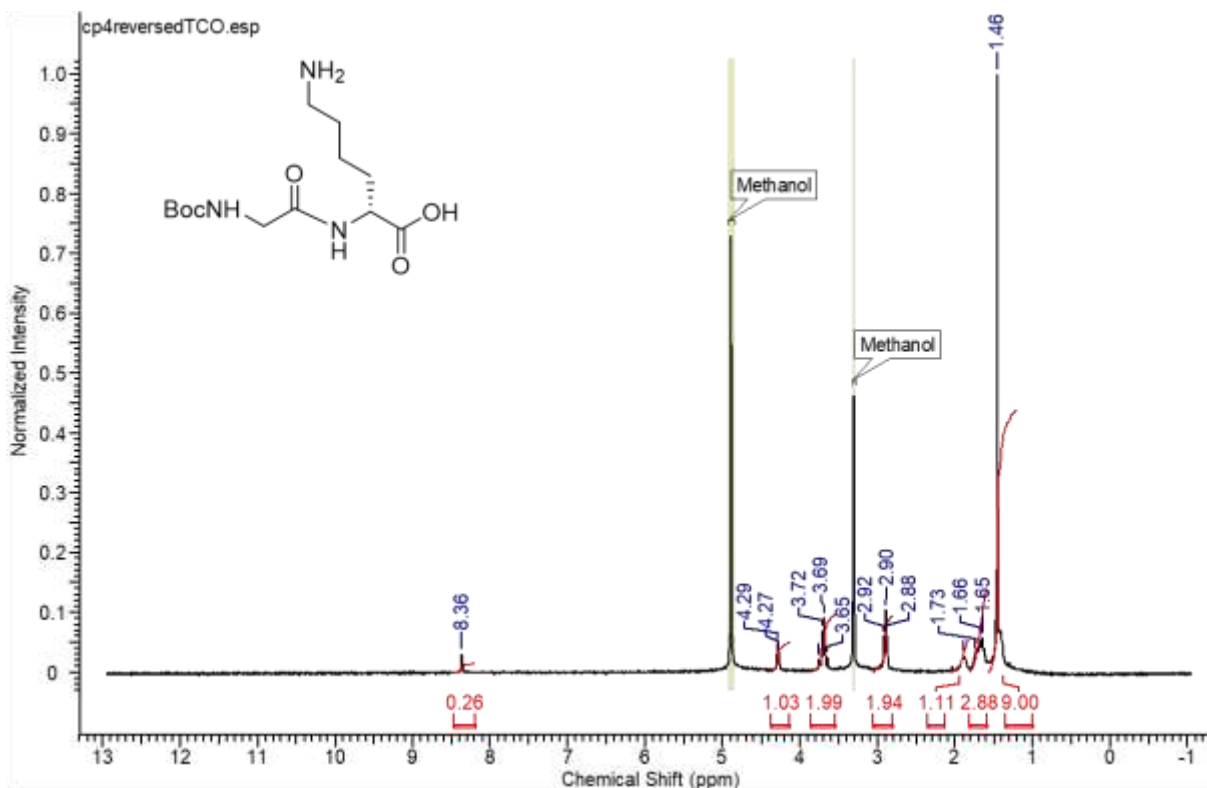 cp4reversedTCO.esp
1.46
1.0
NH2
0.9
0.8
Methanol
O
BocNH
OH
N
H
O
0.7
0.6
Normalized Intensity
0.5
Methanol
0.4
0.3
0.2
8.36
4.29
4.27
3.72
3.69
3.65
2.92
2.90
2.88
1.73
1.66
1.65
0.1
0
0.26 1.03 1.99 1.94 1.11 2.88 9.00
13 12 11 10 9 8 7 6 5 4 3 2 1 0 -1
Chemical Shift (ppm)